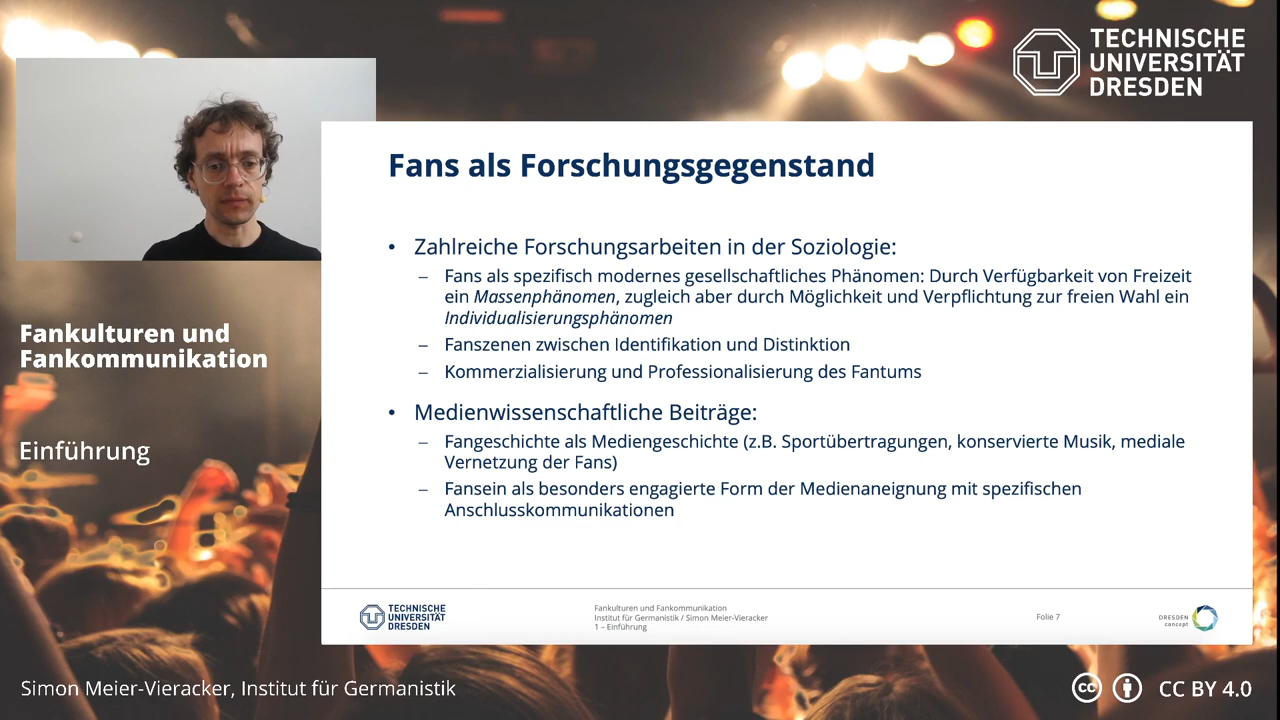 TECHNISCHE
UNIVERSITÄT
DRESDEN
Fans als Forschungsgegenstand
• Zahlreiche Forschungsarbeiten in der Soziologie:
– Fans als spezifisch modernes gesellschaftliches Phänomen: Durch Verfügbarkeit von Freizeit
ein Massenphänomen, zugleich aber durch Möglichkeit und Verpflichtung zur freien Wahl ein
Individualisierungsphänomen
– Fanszenen zwischen Identifikation und Distinktion
– Kommerzialisierung und Professionalisierung des Fantums
• Medienwissenschaftliche Beiträge:
– Fangeschichte als Mediengeschichte (z.B. Sportübertragungen, konservierte Musik, mediale
Vernetzung der Fans)
– Fansein als besonders engagierte Form der Medienaneignung mit spezifischen
Anschlusskommunikationen
Fankulturen und
Fankommunikation
Einführung
TECHNISCHE
UNIVERSITÄT
DRESDEN
Fankulturen und Fankommunikation
Institut für Germanistik / Simon Meier-Vieracker
1 – Einführung
Folie 7
DRESDEN
concept
Simon Meier-Vieracker, Institut für Germanistik
cc CC BY 4.0